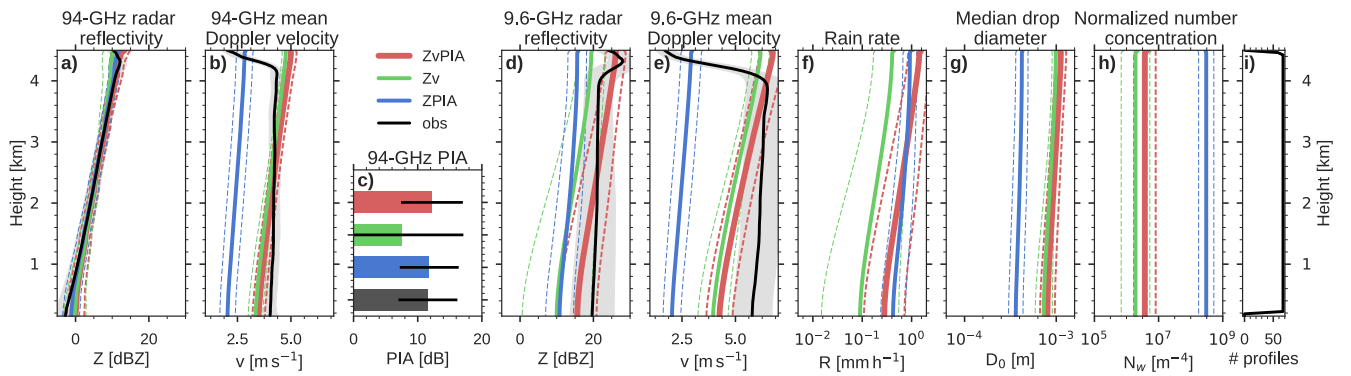 94-GHz radar
reflectivity
94-GHz mean
Doppler velocity
9.6-GHz radar
reflectivity
9.6-GHz mean
Doppler velocity
Rain rate
Median drop
diameter
Normalized number
concentration
a)
b)
ZvPIA
Zv
ZPIA
obs
94-GHz PIA
c)
d)
e)
f)
g)
h)
i)
Height [km]
4
3
2
1
4
3
2
1
Height [km]
0 20
Z [dBZ]
2.5 5.0
v [m s⁻¹]
0 10 20
PIA [dB]
0 20
Z [dBZ]
2.5 5.0
v [m s⁻¹]
10⁻² 10⁻¹ 10⁰
R [mm h⁻¹]
10⁻⁴ 10⁻³
D₀ [m]
10⁵ 10⁷ 10⁹
N_w [m⁻⁴]
0 50
# profiles